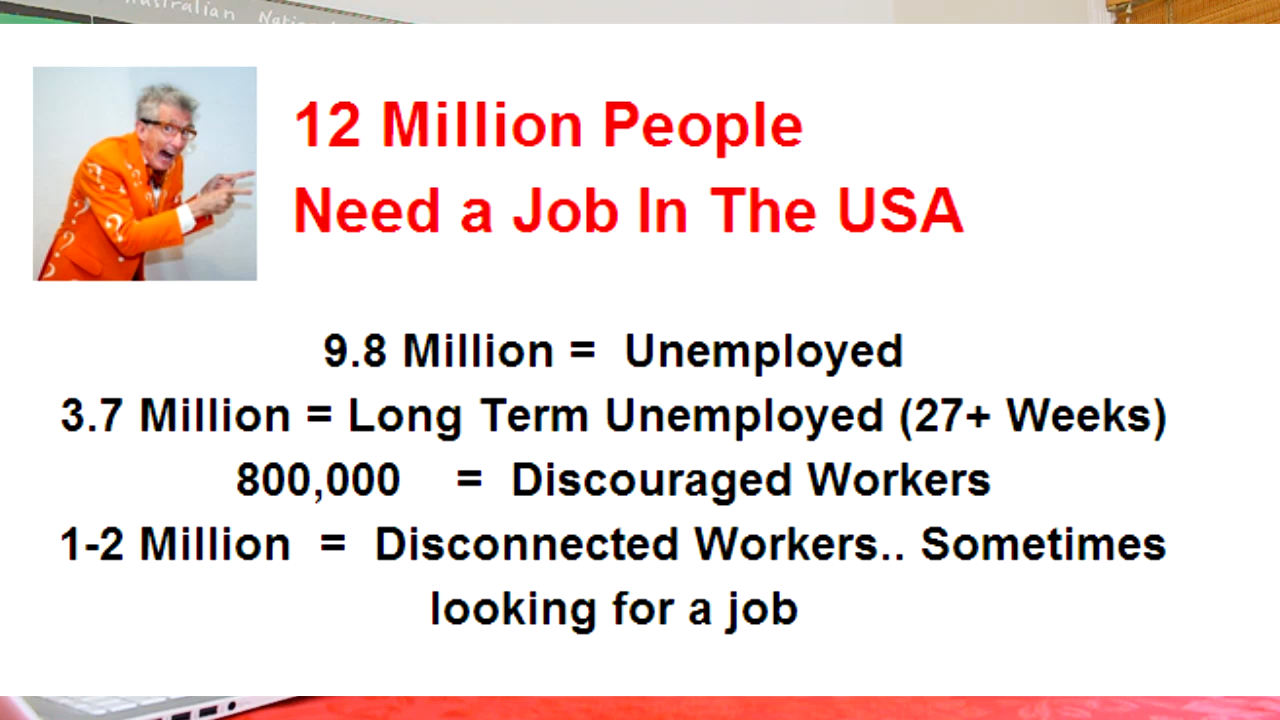 Australian
12 Million People
Need a Job In The USA
9.8 Million = Unemployed
3.7 Million = Long Term Unemployed (27+ Weeks)
800,000 = Discouraged Workers
1-2 Million = Disconnected Workers.. Sometimes
looking for a job